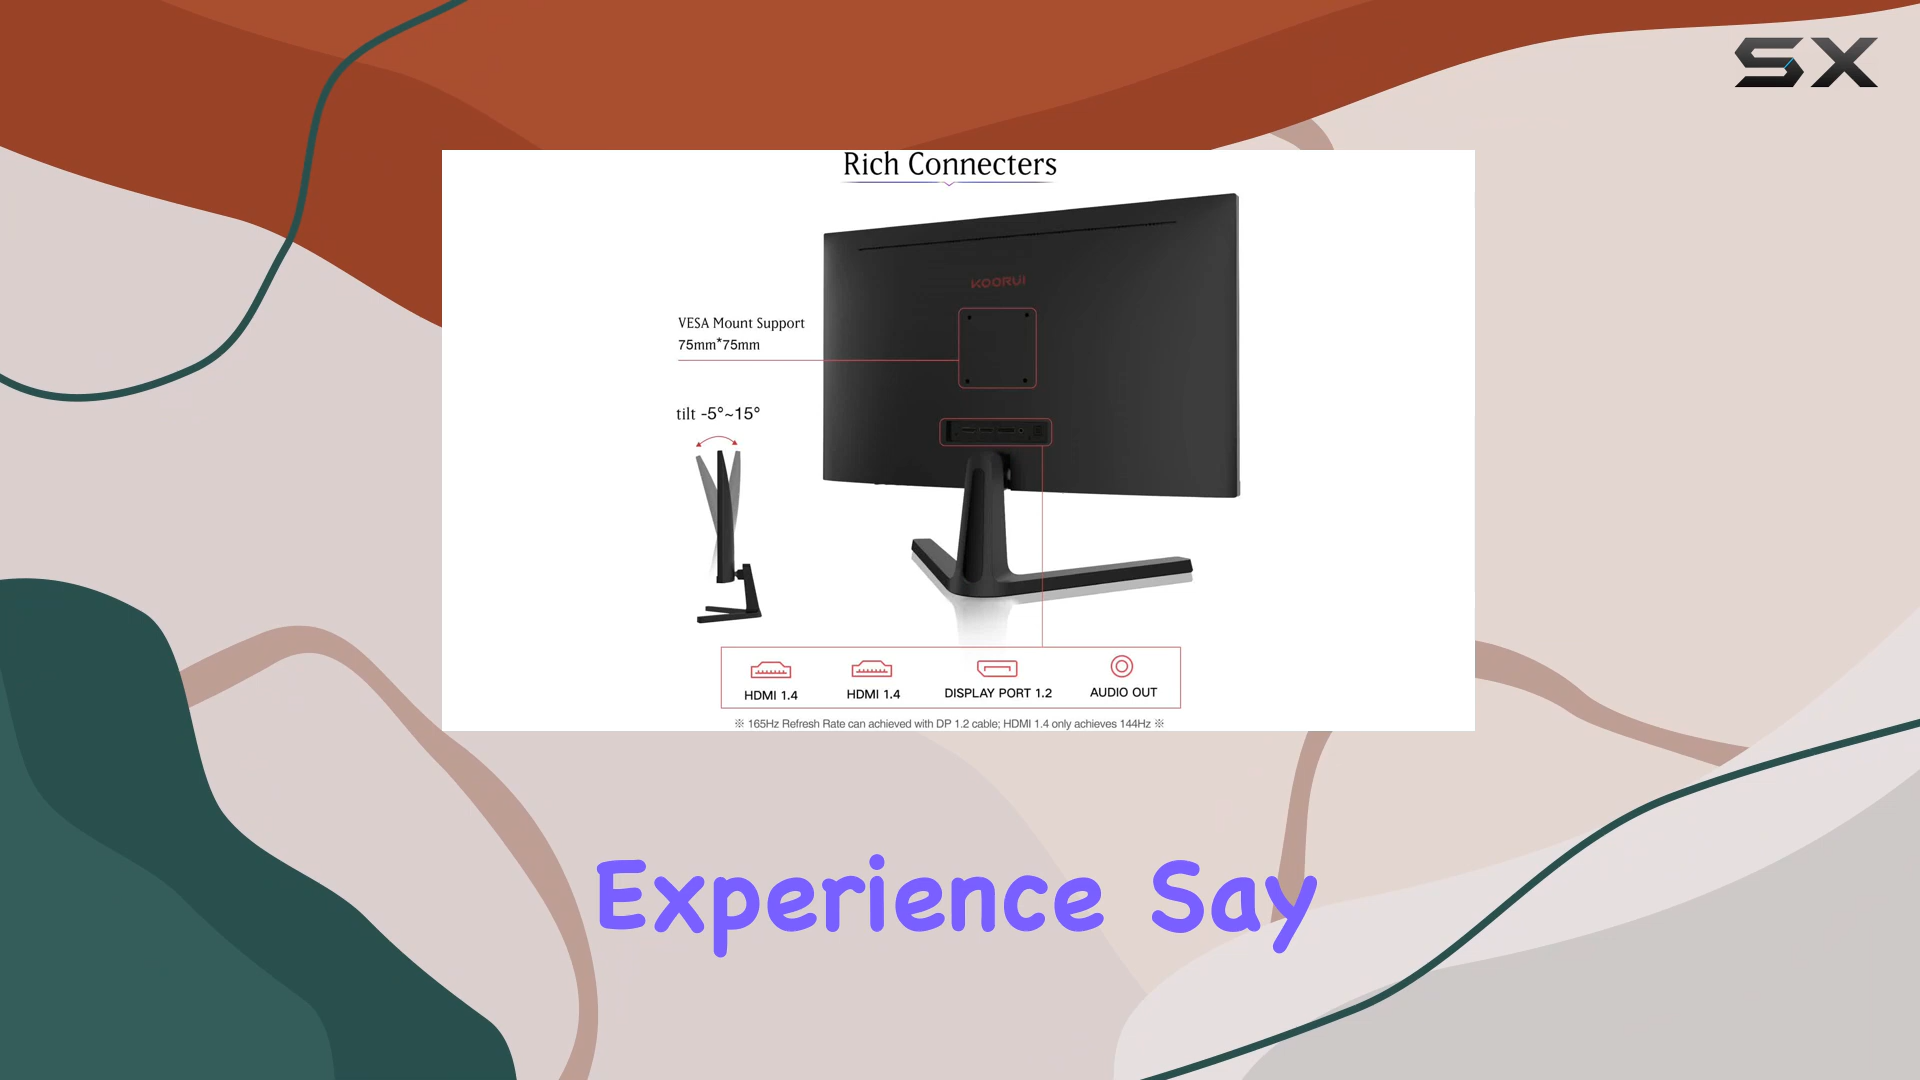 SX
Rich Connecters
KOORUI
VESA Mount Support
75mm*75mm
tilt -5°~15°
HDMI 1.4
HDMI 1.4
DISPLAY PORT 1.2
AUDIO OUT
※ 165Hz Refresh Rate can achieved with DP 1.2 cable; HDMI 1.4 only achieves 144Hz ※
Experience Say